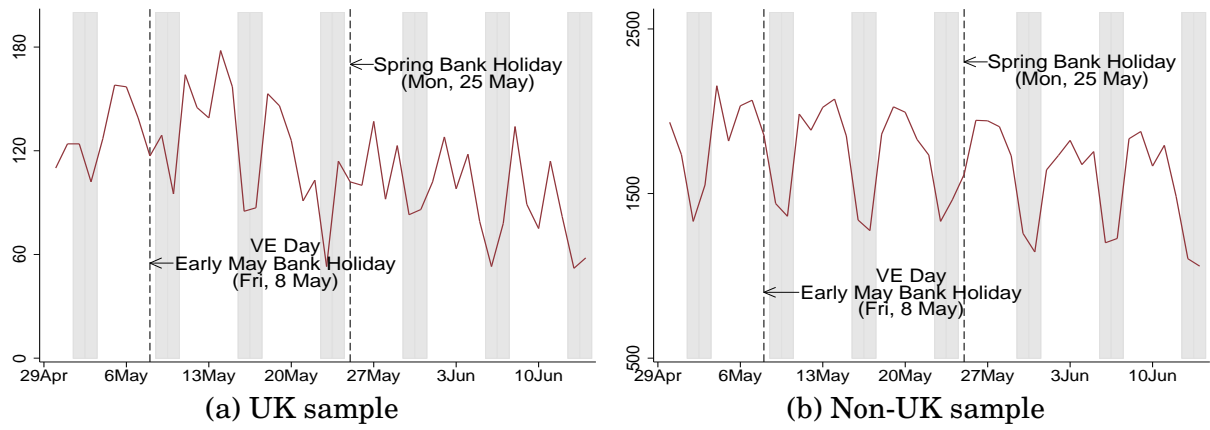 180
120
60
0
Spring Bank Holiday
(Mon, 25 May)
VE Day
Early May Bank Holiday
(Fri, 8 May)
29Apr 6May 13May 20May 27May 3Jun 10Jun
(a) UK sample
2500
1500
500
Spring Bank Holiday
(Mon, 25 May)
VE Day
Early May Bank Holiday
(Fri, 8 May)
29Apr 6May 13May 20May 27May 3Jun 10Jun
(b) Non-UK sample